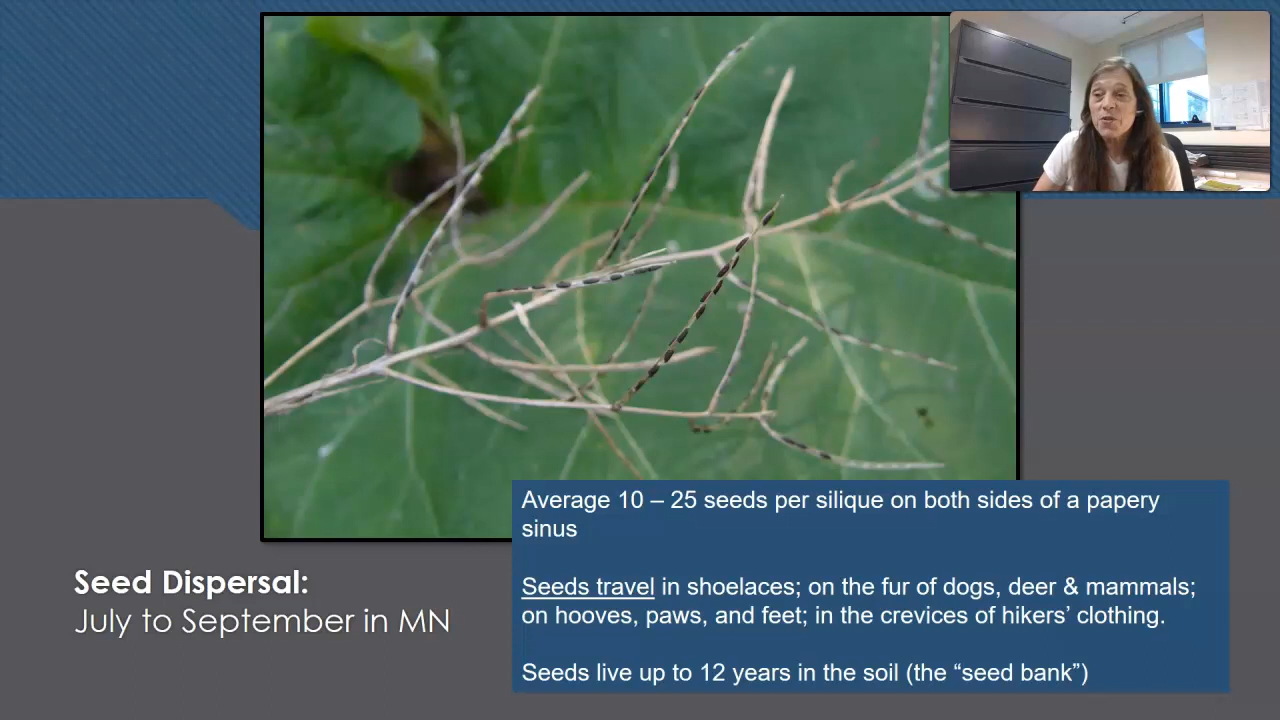 Average 10 – 25 seeds per silique on both sides of a papery
sinus
Seeds travel in shoelaces; on the fur of dogs, deer & mammals;
on hooves, paws, and feet; in the crevices of hikers’ clothing.
Seeds live up to 12 years in the soil (the “seed bank”)
Seed Dispersal:
July to September in MN